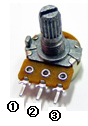 ① ② ③